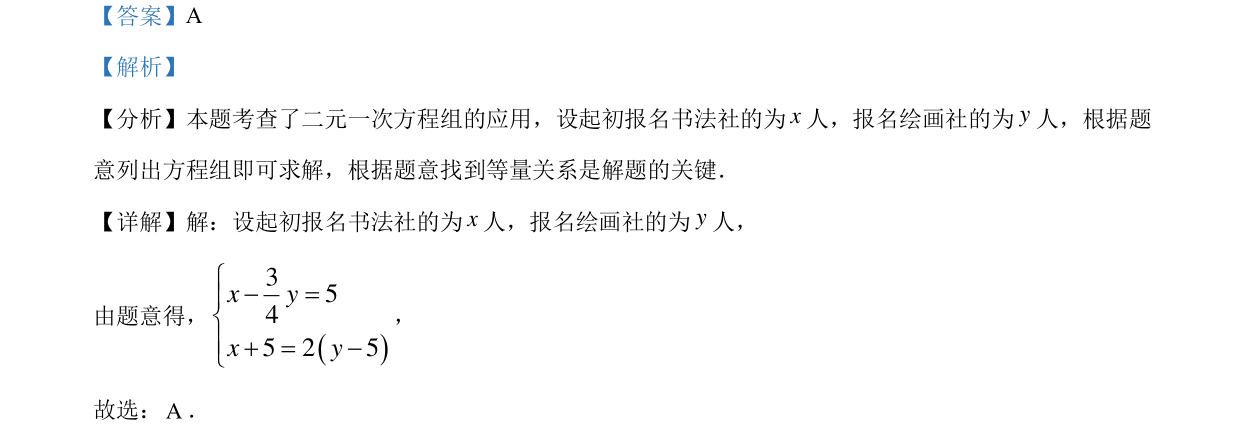 【答案】A
【解析】
【分析】本题考查了二元一次方程组的应用，设起初报名书法社的为 x 人，报名绘画社的为 y 人，根据题
意列出方程组即可求解，根据题意找到等量关系是解题的关键．
【详解】解：设起初报名书法社的为 x 人，报名绘画社的为 y 人，
由题意得，{x－3/4 y＝5
x＋5＝2(y－5)，
故选：A．